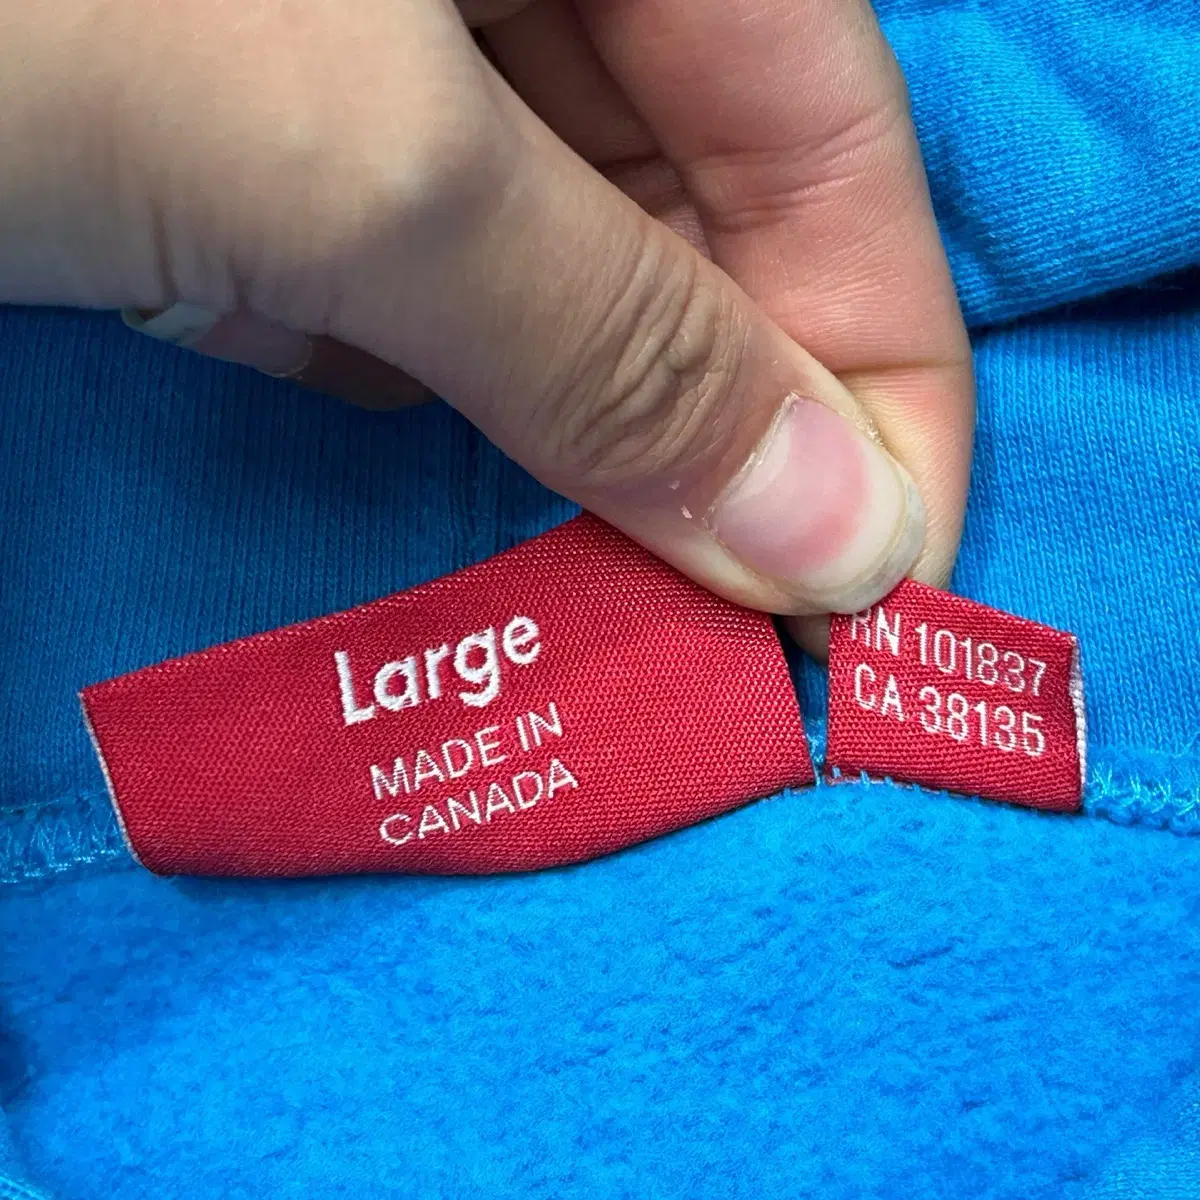 Large
MADE IN
CANADA
RN 101837
CA 38135